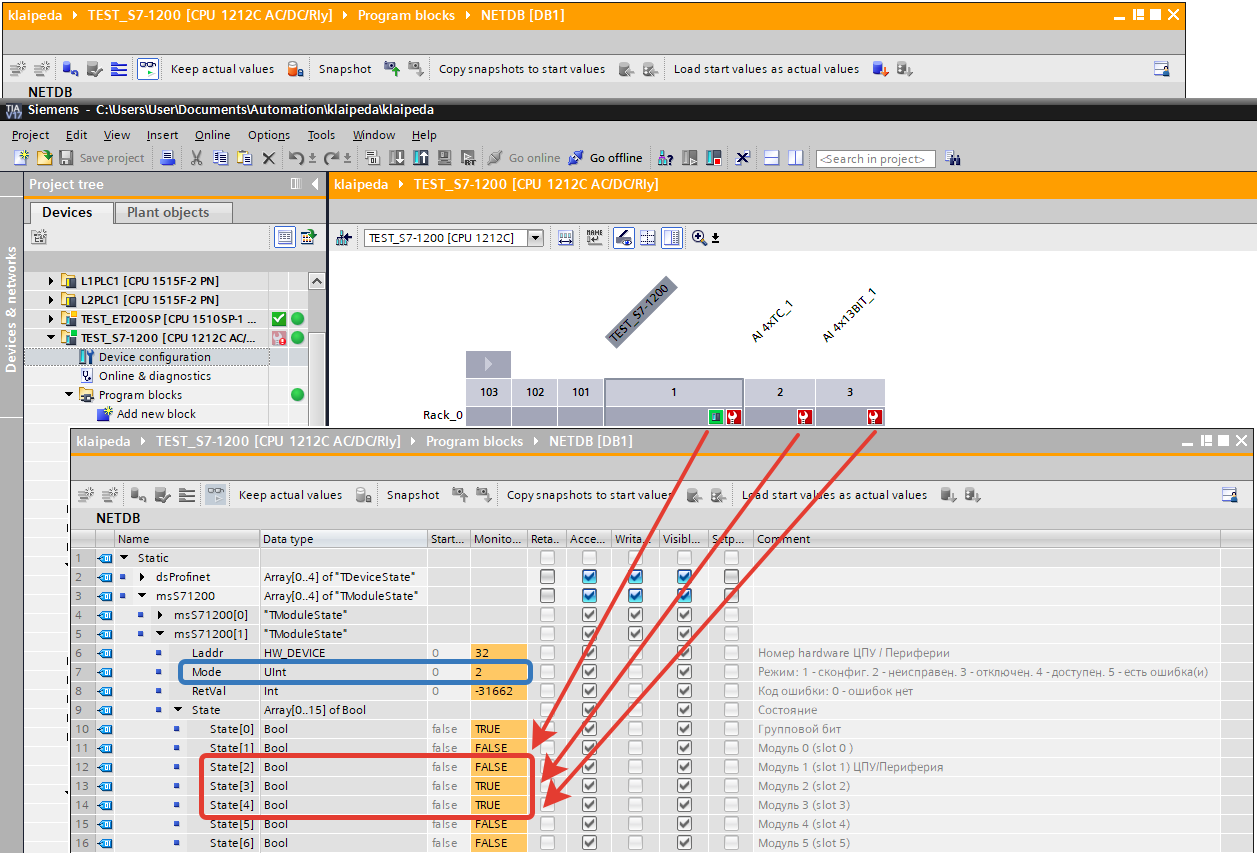 klaipeda TEST_S7-1200 [CPU 1212C AC/DC/Rly] Program blocks NETDB [DB1]
Keep actual values Snapshot Copy snapshots to start values Load start values as actual values
NETDB
Siemens - C:\Users\User\Documents\Automation\klaipeda\klaipeda
Project Edit View Insert Online Options Tools Window Help
Save project Go online Go offline <Search in project>
Project tree
klaipeda TEST_S7-1200 [CPU 1212C AC/DC/Rly]
Devices Plant objects
TEST_S7-1200 [CPU 1212C]
Devices & networks
L1PLC1 [CPU 1515F-2 PN]
L2PLC1 [CPU 1515F-2 PN]
TEST_ET200SP [CPU 1510SP-1 ...
TEST_S7-1200 [CPU 1212C AC/...
Device configuration
Online & diagnostics
Program blocks
Add new block
TEST_S7-1200
AI 4xTC_1
AI 4x13BIT_1
103 102 101 1 2 3
Rack_0
klaipeda TEST_S7-1200 [CPU 1212C AC/DC/Rly] Program blocks NETDB [DB1]
Keep actual values Snapshot Copy snapshots to start values Load start values as actual values
NETDB
Name Data type Start... Monito... Reta.. Acce... Writa... Visibl... Setp... Comment
1 Static
2 dsProfinet Array[0..4] of "TDeviceState"
3 msS71200 Array[0..4] of "TModuleState"
4 msS71200[0] "TModuleState"
5 msS71200[1] "TModuleState"
6 Laddr HW_DEVICE 0 32 Номер hardware ЦПУ / Периферии
7 Mode UInt 0 2 Режим: 1 - сконфиг. 2 - неисправен. 3 - отключен. 4 - доступен. 5 - есть ошибка(и)
8 RetVal Int 0 -31662 Код ошибки: 0 - ошибок нет
9 State Array[0..15] of Bool Состояние
10 State[0] Bool false TRUE Групповой бит
11 State[1] Bool false FALSE Модуль 0 (slot 0 )
12 State[2] Bool false FALSE Модуль 1 (slot 1) ЦПУ/Периферия
13 State[3] Bool false TRUE Модуль 2 (slot 2)
14 State[4] Bool false TRUE Модуль 3 (slot 3)
15 State[5] Bool false FALSE Модуль 4 (slot 4)
16 State[6] Bool false FALSE Модуль 5 (slot 5)